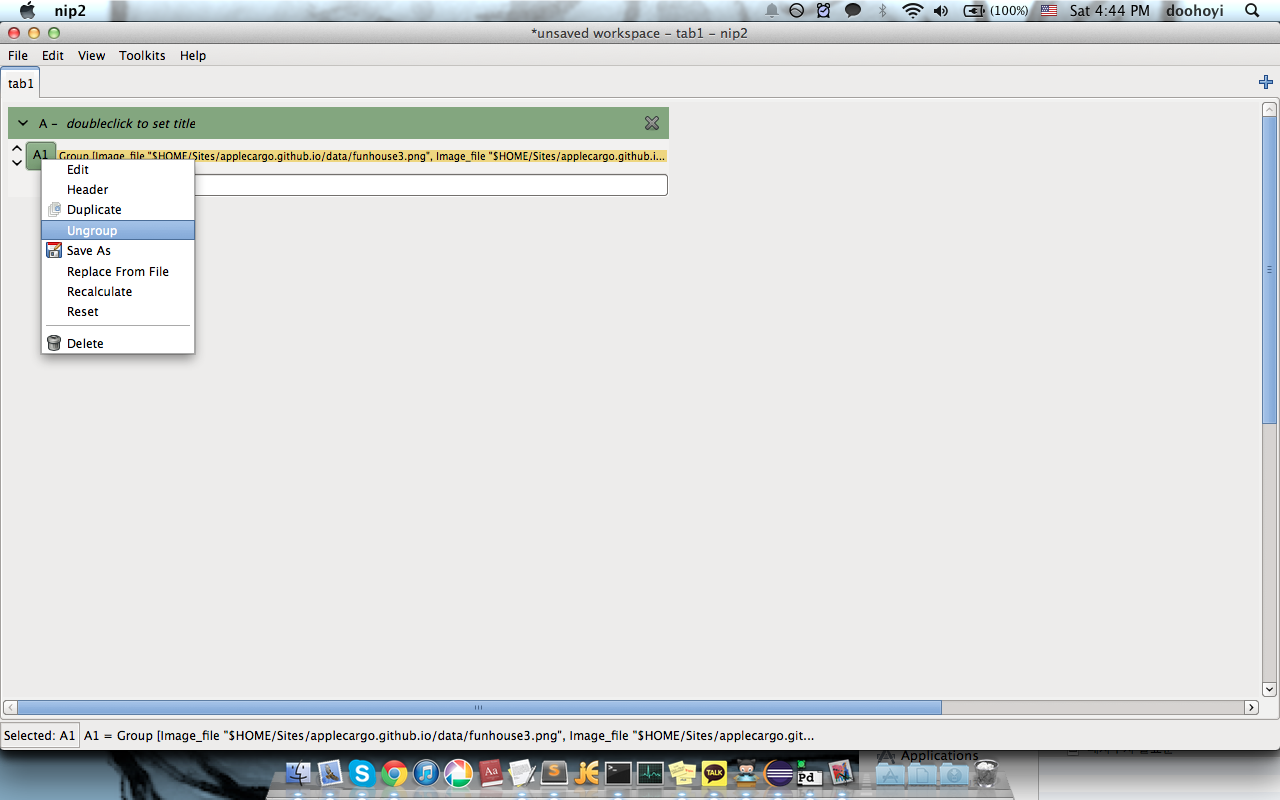 nip2 (100%) Sat 4:44 PM doohoyi
*unsaved workspace – tab1 – nip2
File Edit View Toolkits Help
tab1
A – doubleclick to set title
A1 Group [Image_file "$HOME/Sites/applecargo.github.io/data/funhouse3.png", Image_file "$HOME/Sites/applecargo.github.i...
Edit
Header
Duplicate
Ungroup
Save As
Replace From File
Recalculate
Reset
Delete
Selected: A1 A1 = Group [Image_file "$HOME/Sites/applecargo.github.io/data/funhouse3.png", Image_file "$HOME/Sites/applecargo.git...
Applications
Aa
TALK
Pd